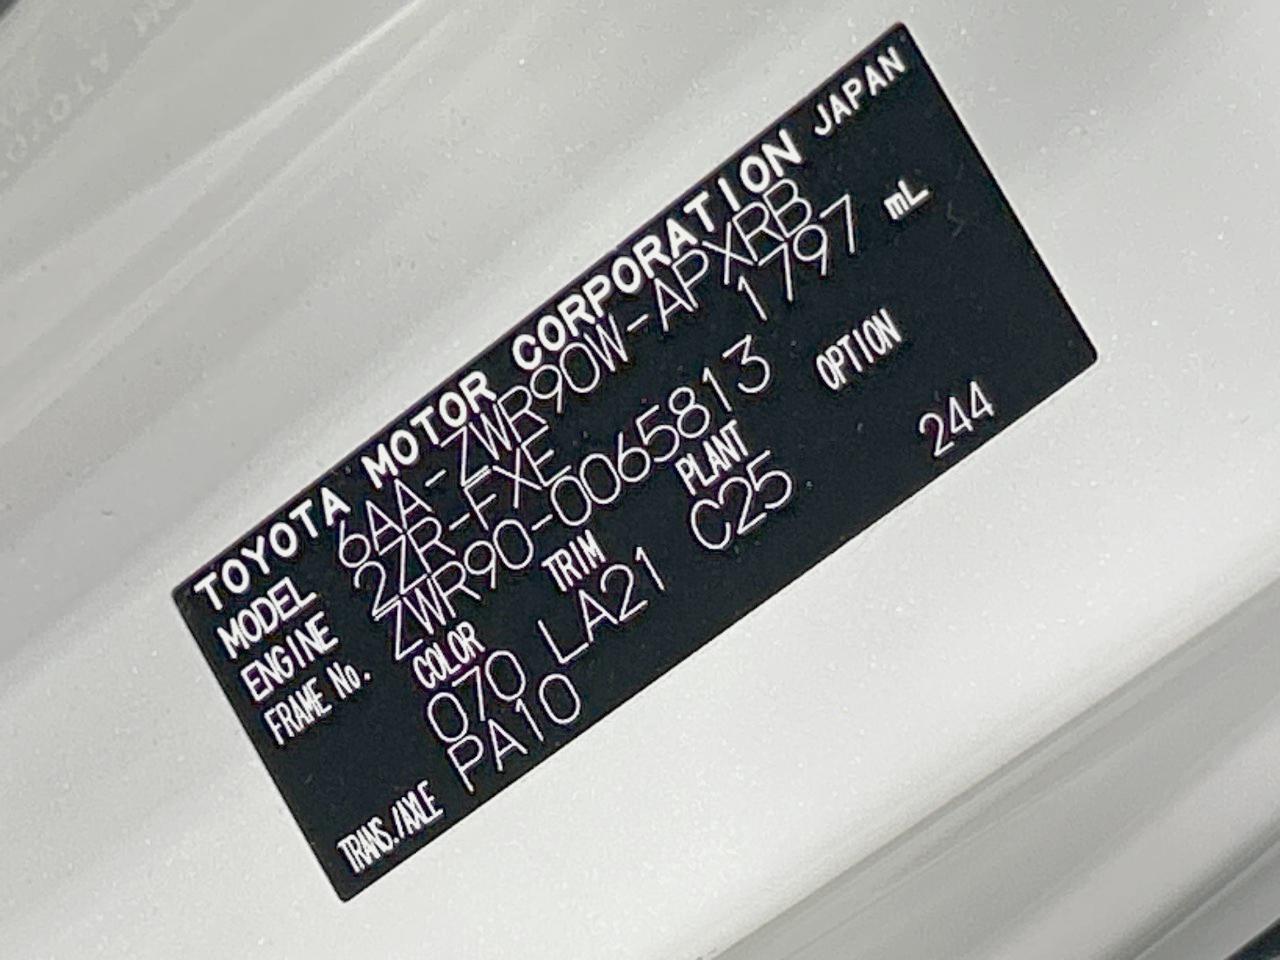 TOYOTA MOTOR CORPORATION JAPAN
MODEL 6AA-ZWR90W-APXRB
ENGINE 2ZR-FXE 1797 mL
FRAME No. ZWR90-0065813
COLOR TRIM PLANT OPTION
070 LA21 C25 244
TRANS./AXLE PA10